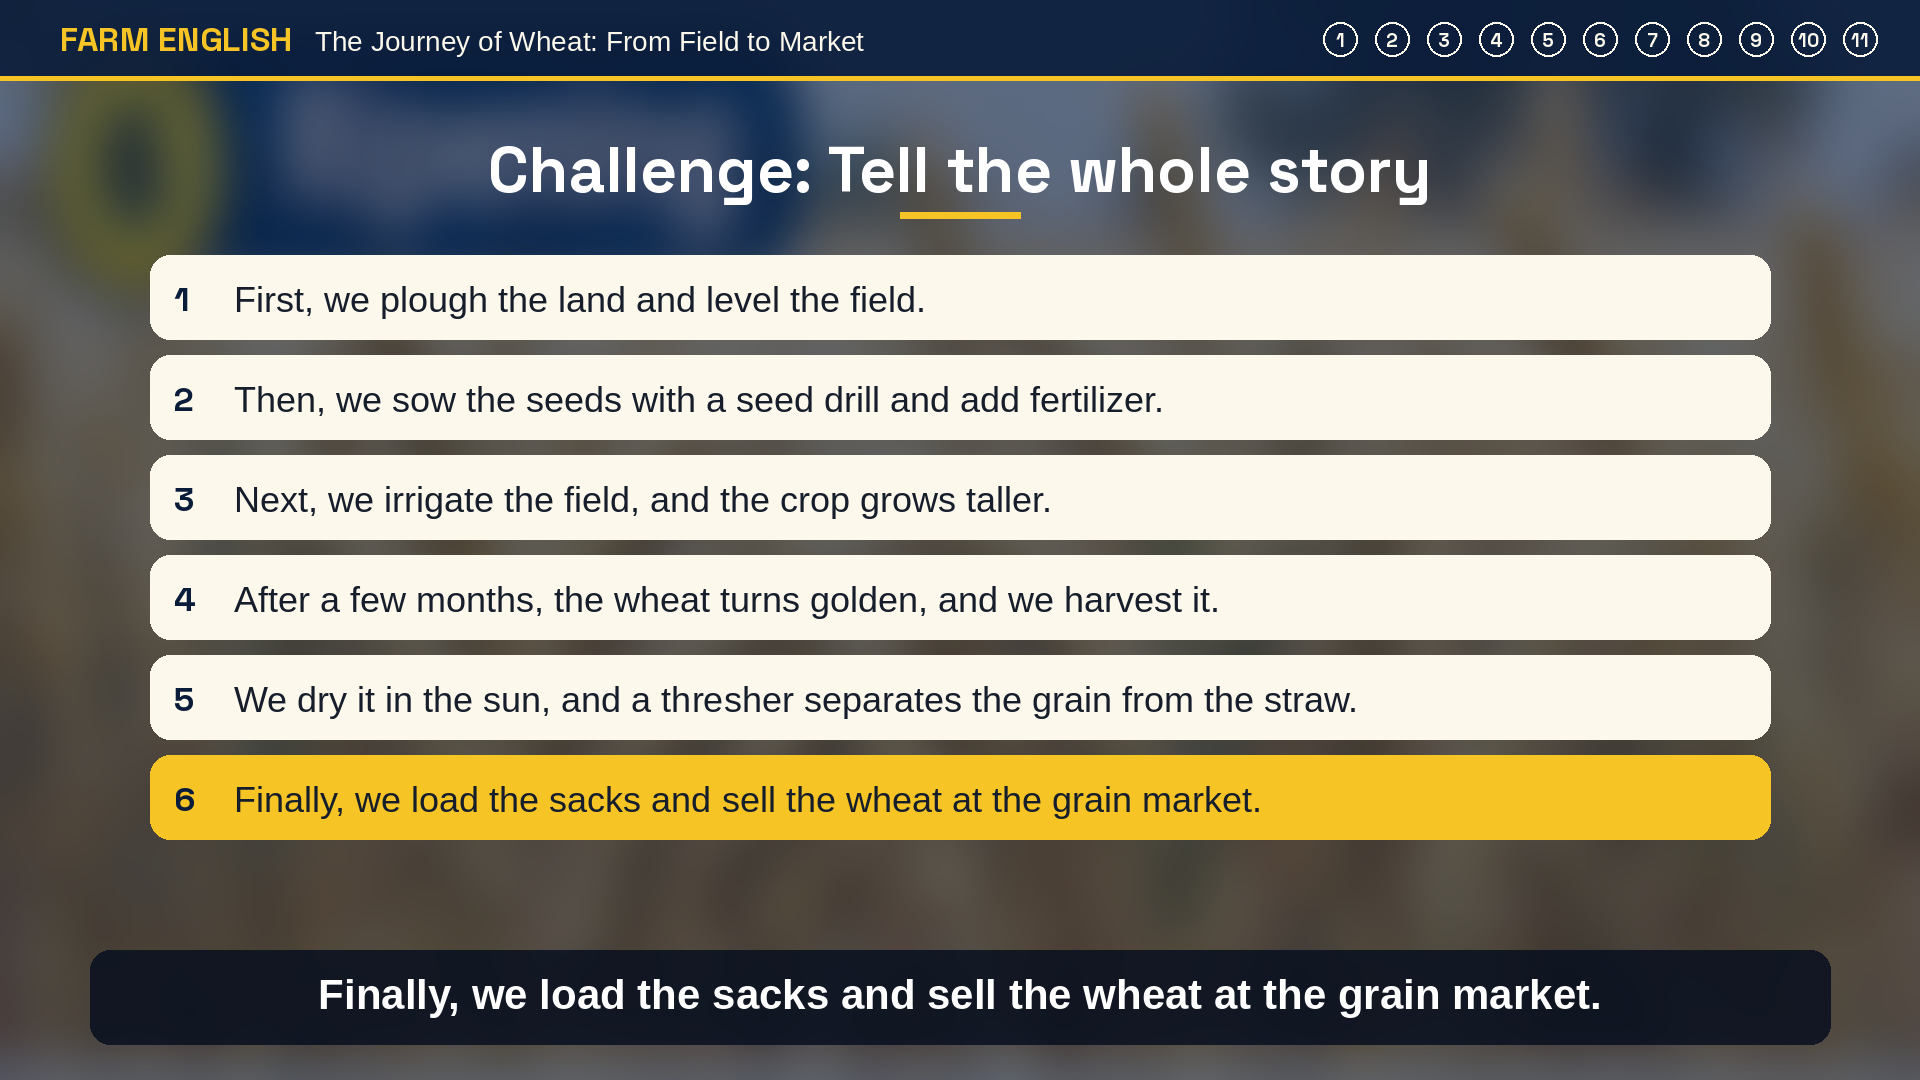 FARM ENGLISH The Journey of Wheat: From Field to Market 1 2 3 4 5 6 7 8 9 10 11
Challenge: Tell the whole story
1 First, we plough the land and level the field.
2 Then, we sow the seeds with a seed drill and add fertilizer.
3 Next, we irrigate the field, and the crop grows taller.
4 After a few months, the wheat turns golden, and we harvest it.
5 We dry it in the sun, and a thresher separates the grain from the straw.
6 Finally, we load the sacks and sell the wheat at the grain market.
Finally, we load the sacks and sell the wheat at the grain market.